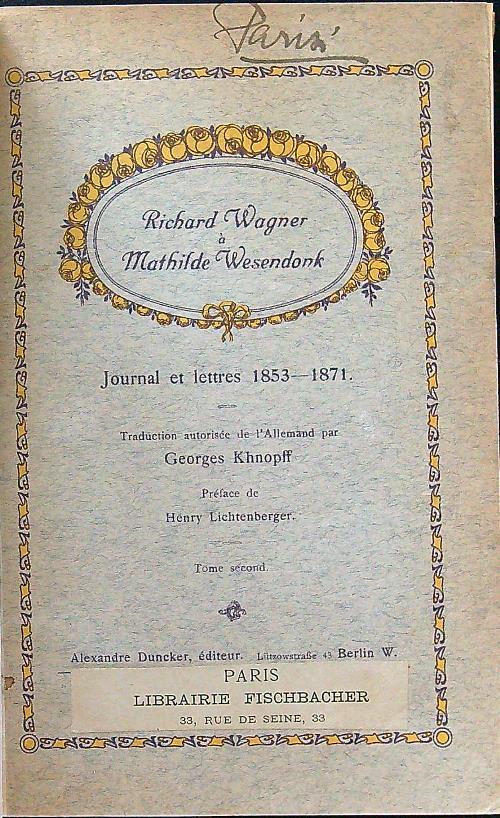 Parisi
Richard Wagner
à
Mathilde Wesendonk
Journal et lettres 1853—1871.
Traduction autorisée de l'Allemand par
Georges Khnopff
Préface de
Henry Lichtenberger.
Tome second.
Alexandre Duncker, éditeur. Lützowstraße 43 Berlin W.
PARIS
LIBRAIRIE FISCHBACHER
33, RUE DE SEINE, 33